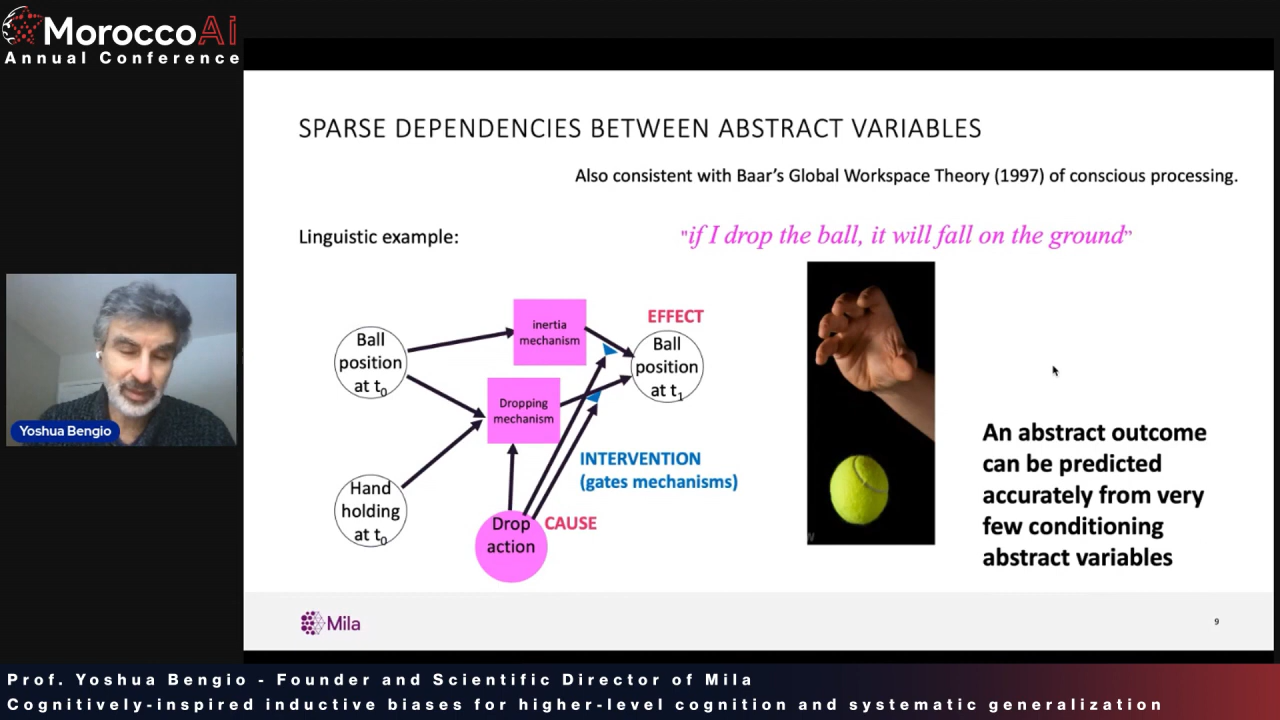 MoroccoAi
Annual Conference
SPARSE DEPENDENCIES BETWEEN ABSTRACT VARIABLES
Also consistent with Baar's Global Workspace Theory (1997) of conscious processing.
Linguistic example:
"if I drop the ball, it will fall on the ground”
Ball
position
at t0
Hand
holding
at t0
inertia
mechanism
Dropping
mechanism
Drop
action
CAUSE
INTERVENTION
(gates mechanisms)
EFFECT
Ball
position
at t1
An abstract outcome
can be predicted
accurately from very
few conditioning
abstract variables
Yoshua Bengio
Mila
9
Prof. Yoshua Bengio - Founder and Scientific Director of Mila
Cognitively-inspired inductive biases for higher-level cognition and systematic generalization